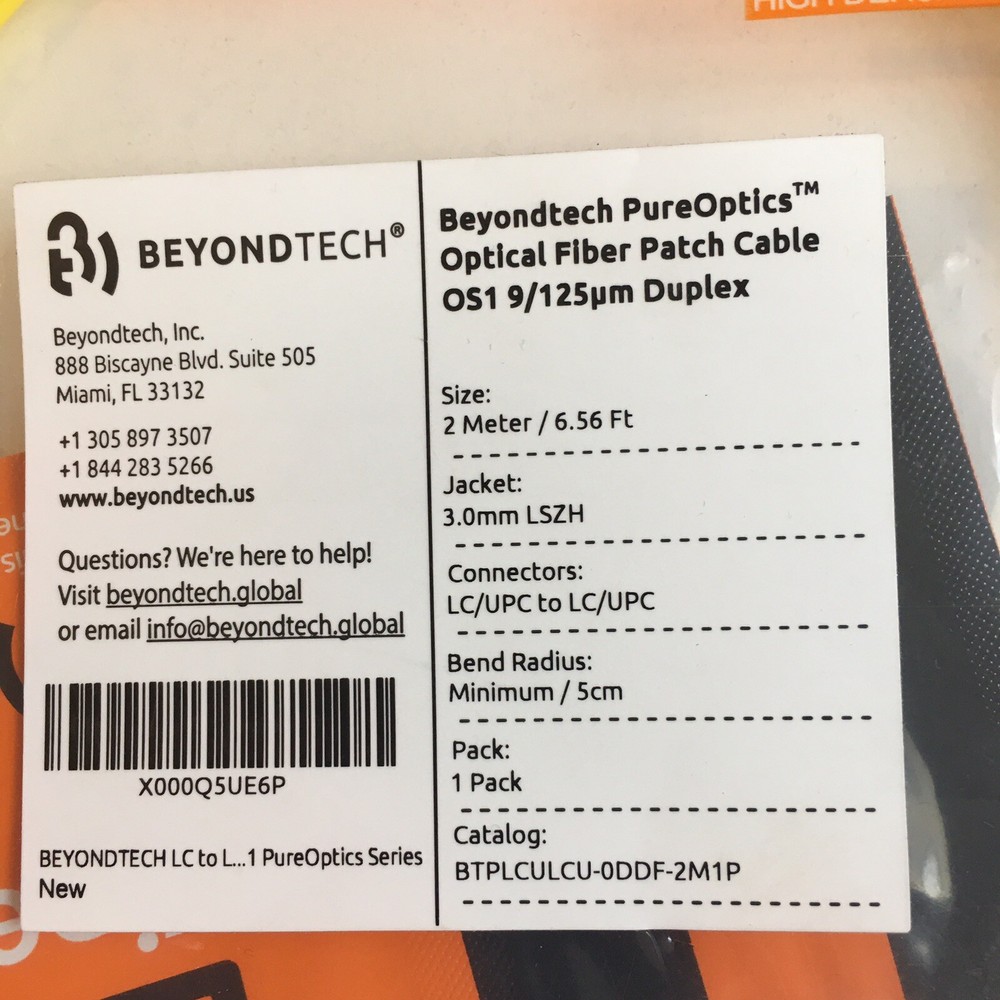 BEYONDTECH®
Beyondtech, Inc.
888 Biscayne Blvd. Suite 505
Miami, FL 33132
+1 305 897 3507
+1 844 283 5266
www.beyondtech.us
Questions? We're here to help!
Visit beyondtech.global
or email info@beyondtech.global
X000Q5UE6P
BEYONDTECH LC to L...1 PureOptics Series
New
Beyondtech PureOptics™
Optical Fiber Patch Cable
OS1 9/125µm Duplex
Size:
2 Meter / 6.56 Ft
Jacket:
3.0mm LSZH
Connectors:
LC/UPC to LC/UPC
Bend Radius:
Minimum / 5cm
Pack:
1 Pack
Catalog:
BTPLCULCU-0DDF-2M1P